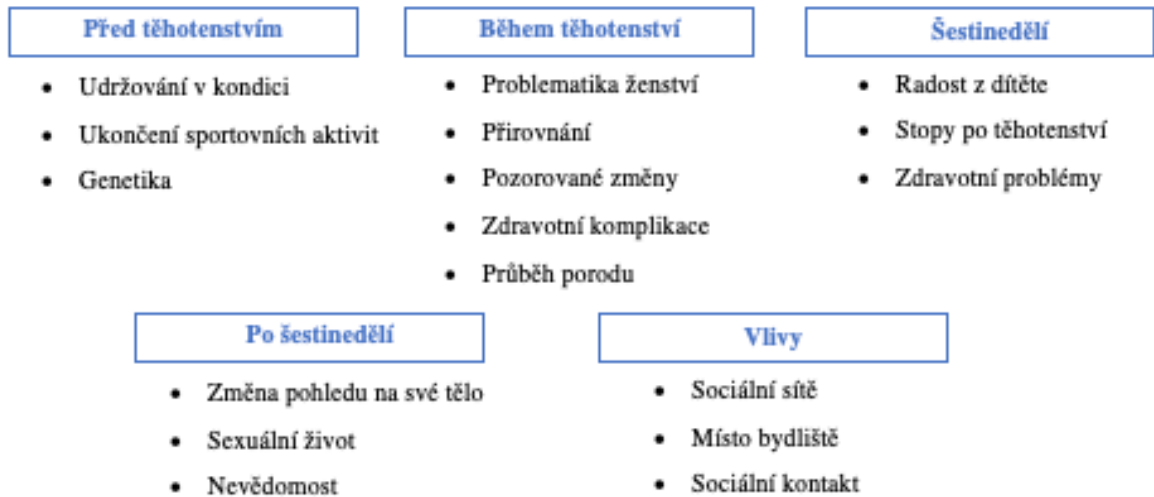 Před těhotenstvím
Udržování v kondici
Ukončení sportovních aktivit
Genetika
Během těhotenství
Problematika ženství
Přirovnání
Pozorované změny
Zdravotní komplikace
Průběh porodu
Šestinedělí
Radost z dítěte
Stopy po těhotenství
Zdravotní problémy
Po šestinedělí
Změna pohledu na své tělo
Sexuální život
Nevědomost
Vlivy
Sociální sítě
Místo bydliště
Sociální kontakt